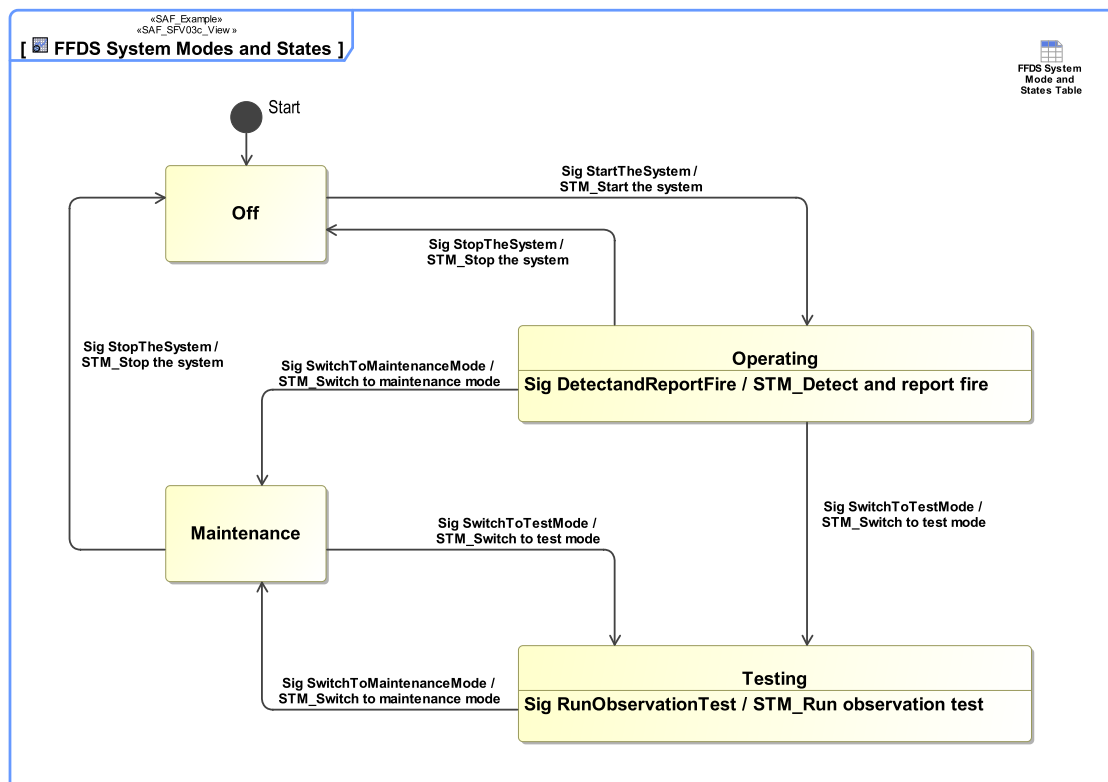 «SAF_Example»
«SAF_SFV03c_View »
[ FFDS System Modes and States ]
FFDS System
Mode and
States Table
Start
Sig StartTheSystem /
STM_Start the system
Off
Sig StopTheSystem /
STM_Stop the system
Sig StopTheSystem /
STM_Stop the system
Sig SwitchToMaintenanceMode /
STM_Switch to maintenance mode
Operating
Sig DetectandReportFire / STM_Detect and report fire
Maintenance
Sig SwitchToTestMode /
STM_Switch to test mode
Sig SwitchToTestMode /
STM_Switch to test mode
Sig SwitchToMaintenanceMode /
STM_Switch to maintenance mode
Testing
Sig RunObservationTest / STM_Run observation test